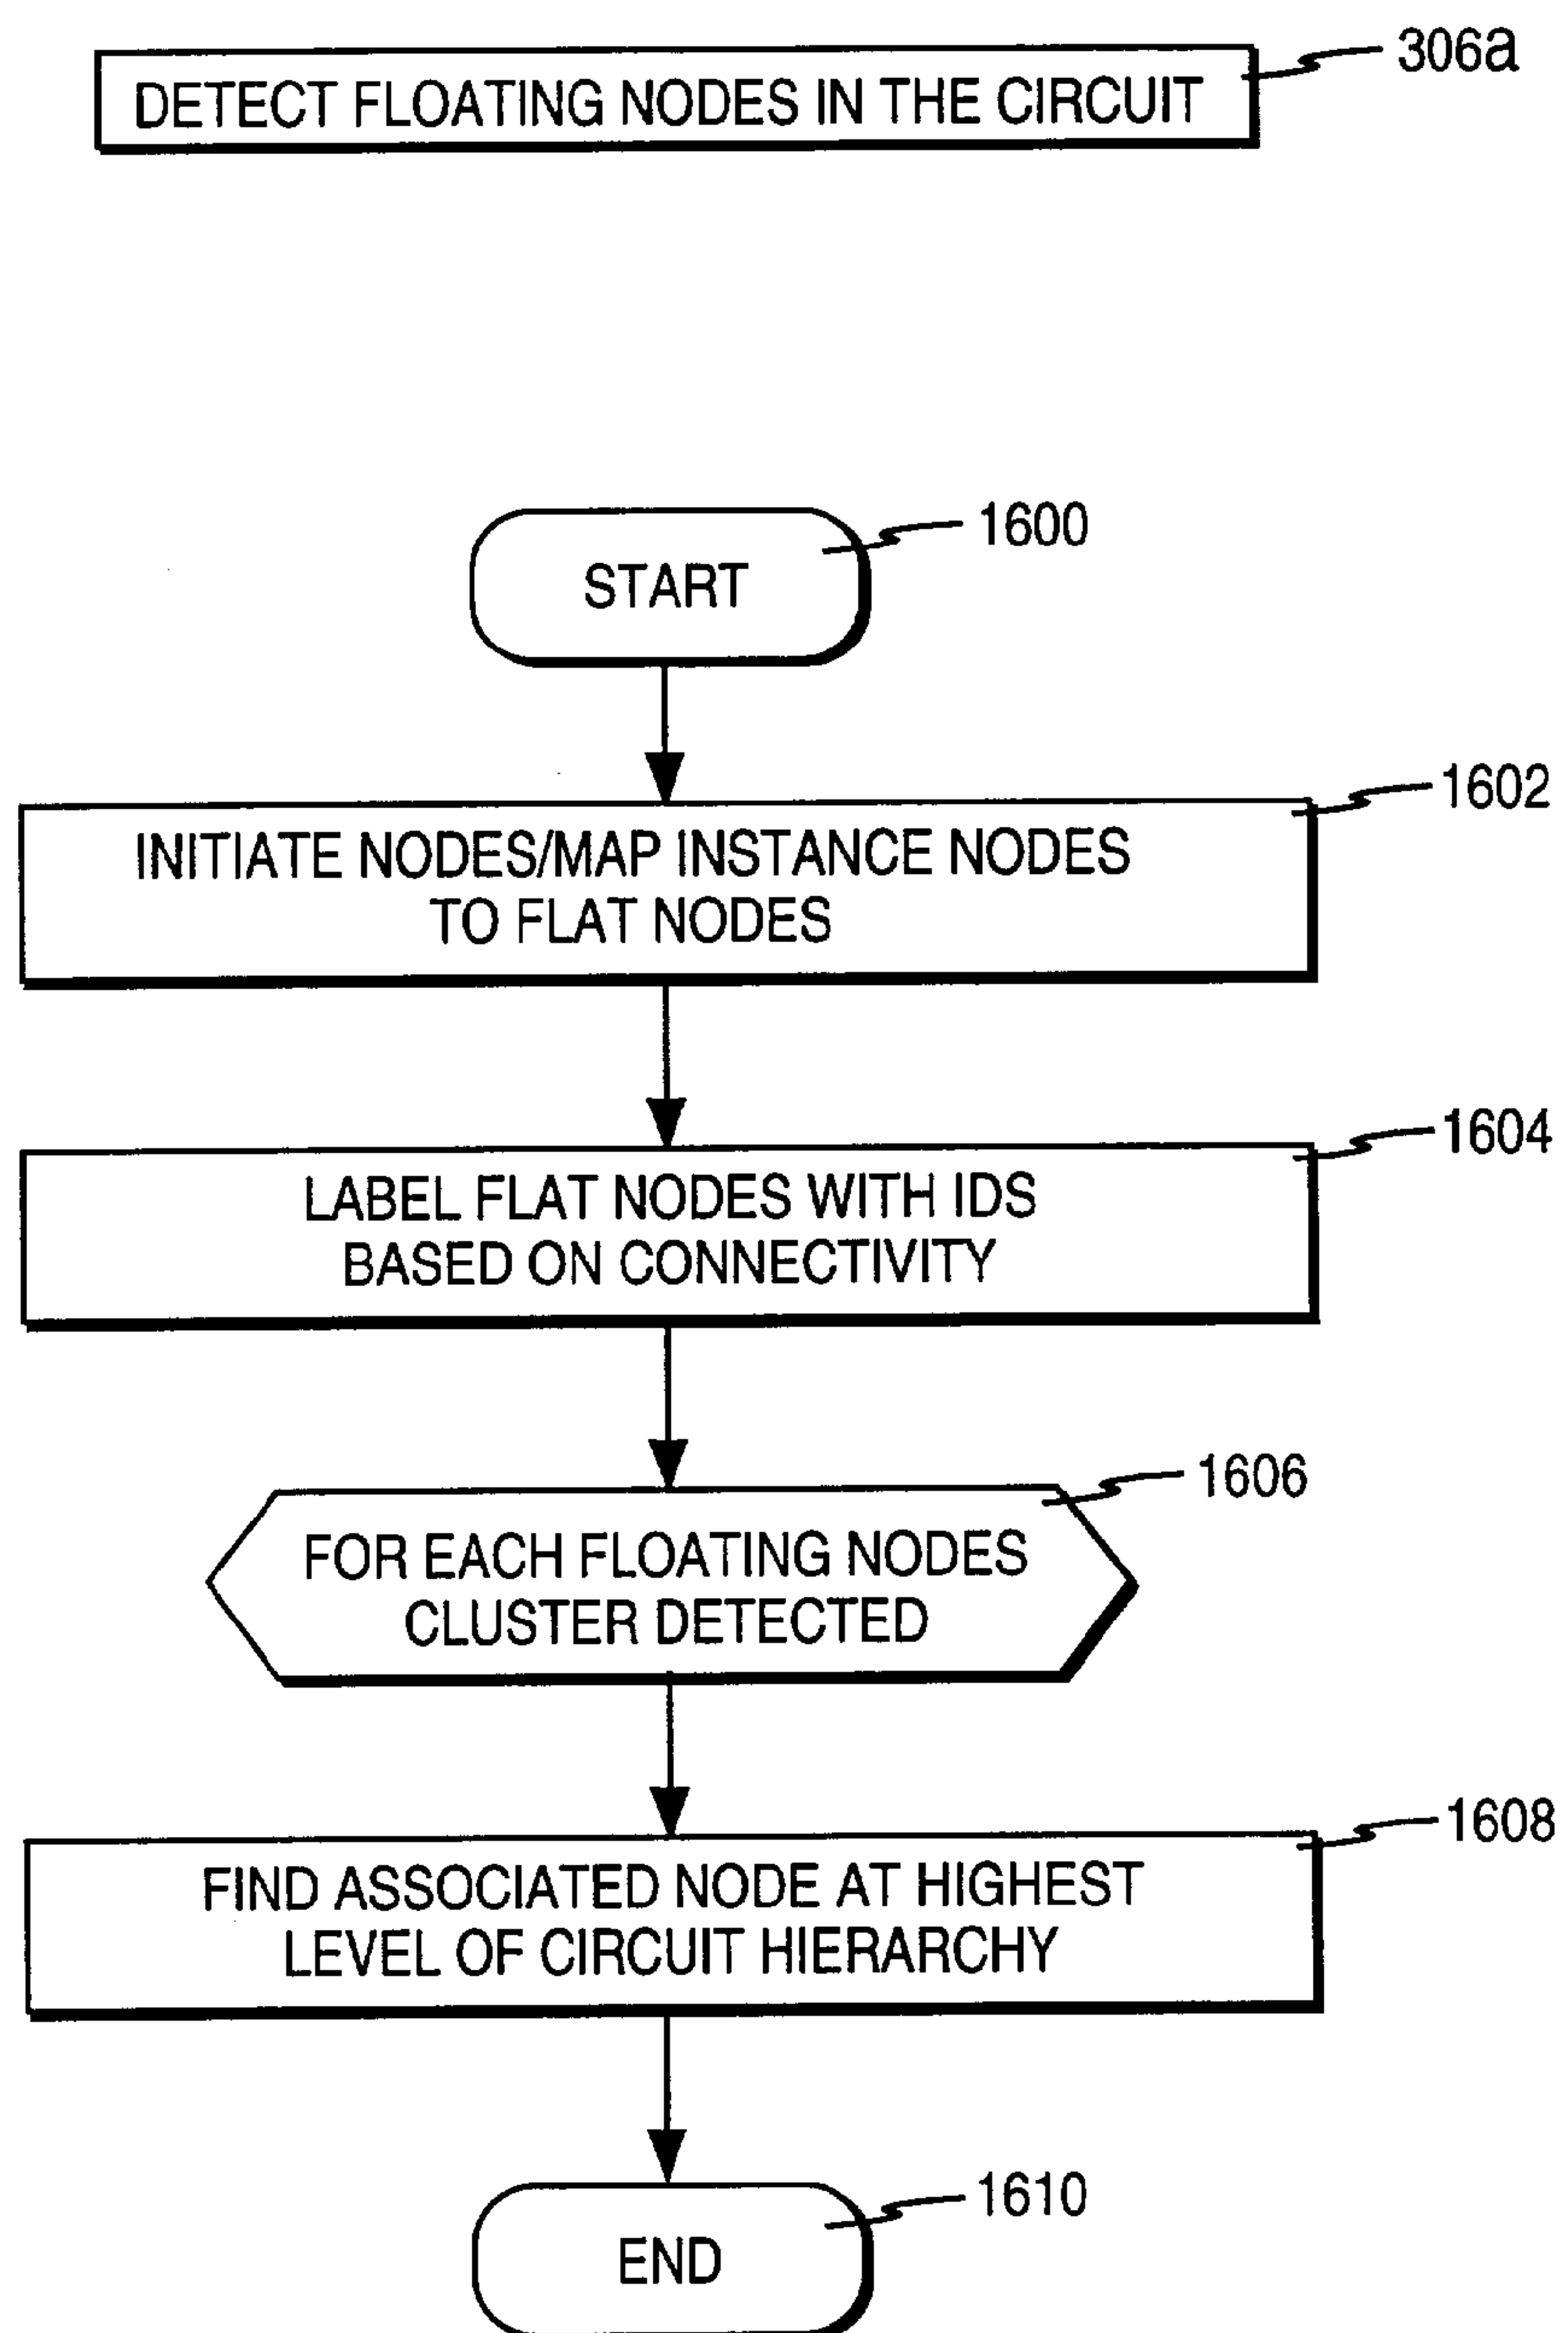 306a
DETECT FLOATING NODES IN THE CIRCUIT
1600
START
1602
INITIATE NODES/MAP INSTANCE NODES
TO FLAT NODES
1604
LABEL FLAT NODES WITH IDS
BASED ON CONNECTIVITY
1606
FOR EACH FLOATING NODES
CLUSTER DETECTED
1608
FIND ASSOCIATED NODE AT HIGHEST
LEVEL OF CIRCUIT HIERARCHY
1610
END